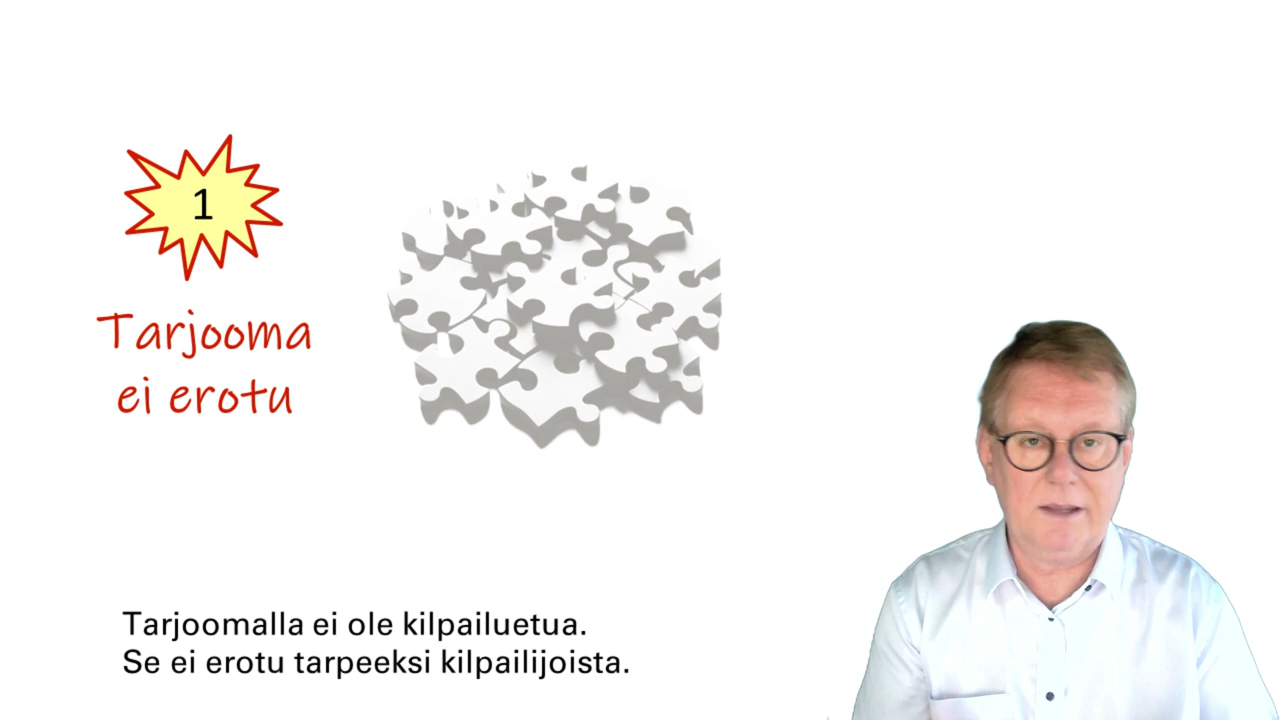 1
Tarjooma
ei erotu
Tarjoomalla ei ole kilpailuetua.
Se ei erotu tarpeeksi kilpailijoista.